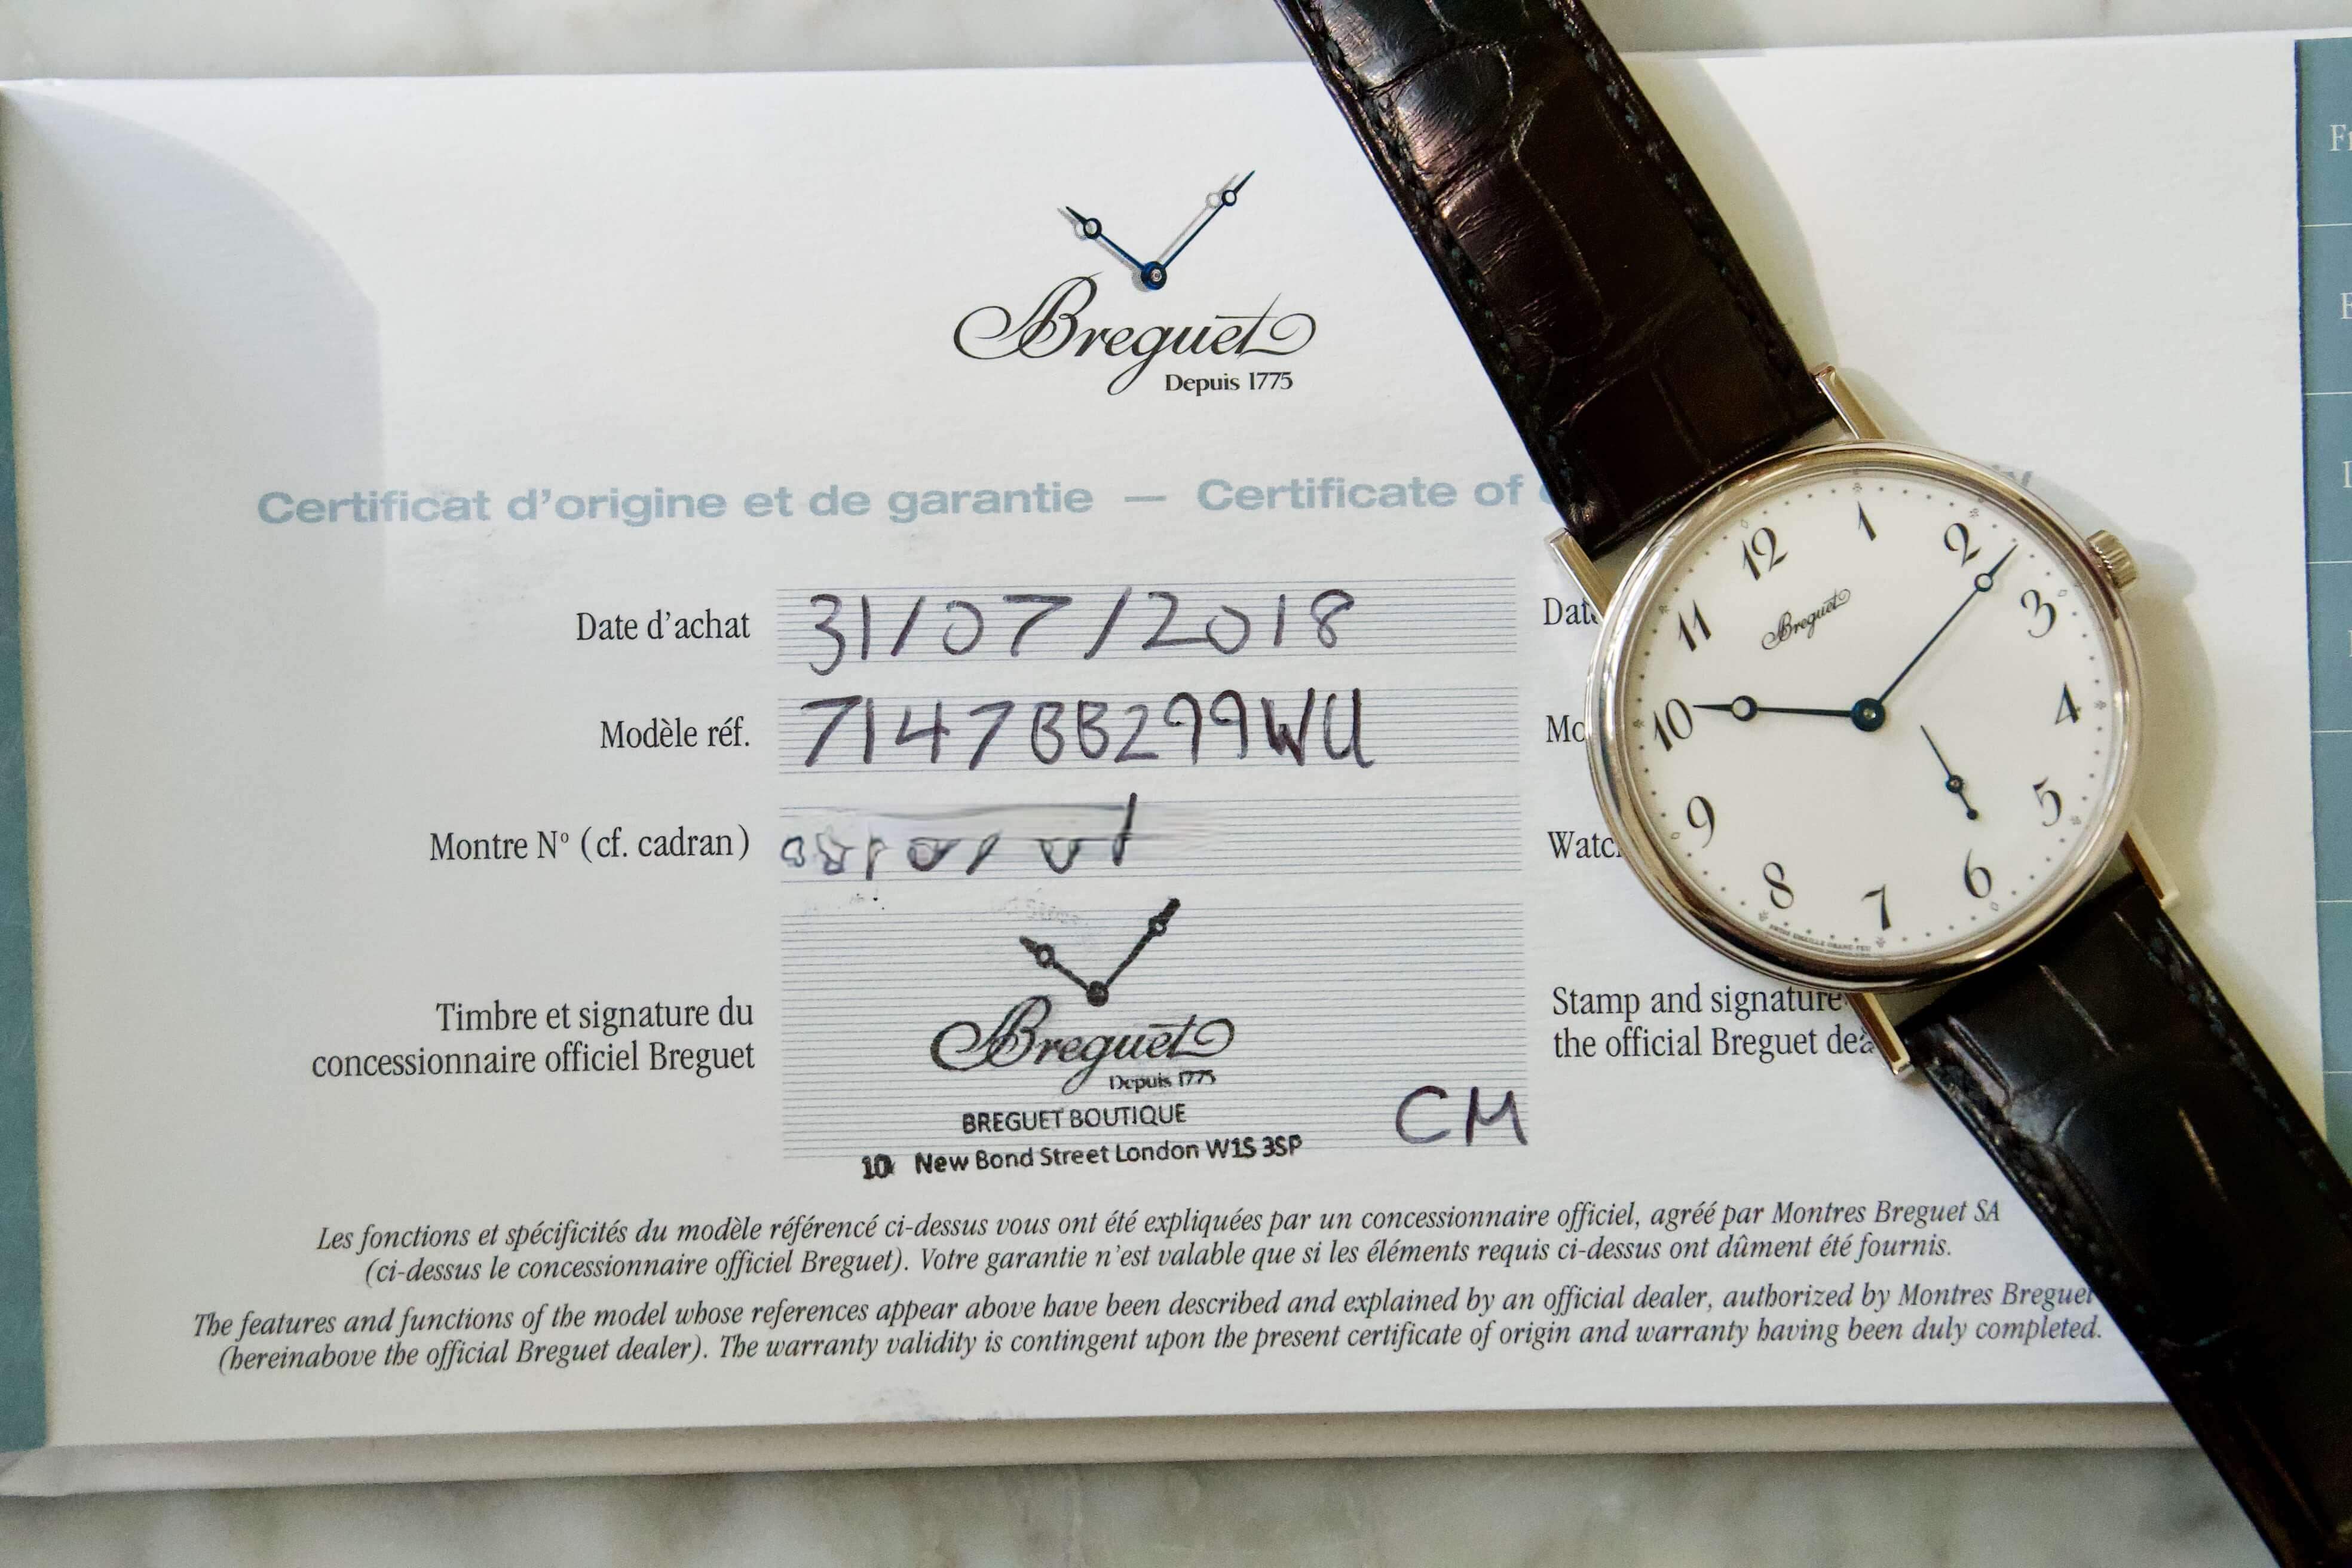 Breguet
Depuis 1775
Certificat d'origine et de garantie — Certificate of
Date d'achat 31/07/2018
Modèle réf. 7147BB299WU
Montre Nº (cf. cadran)
Timbre et signature du
concessionnaire officiel Breguet
Breguet
Depuis 1775
BREGUET BOUTIQUE
10 New Bond Street London W1S 3SP
CM
Stamp and signature
the official Breguet
Les fonctions et spécificités du modèle référencé ci-dessus vous ont été expliquées par un concessionnaire officiel, agréé par Montres Breguet SA
(ci-dessus le concessionnaire officiel Breguet). Votre garantie n'est valable que si les éléments requis ci-dessus ont dûment été fournis.
The features and functions of the model whose references appear above have been described and explained by an official dealer, authorized by Montres Breguet
(hereinabove the official Breguet dealer). The warranty validity is contingent upon the present certificate of origin and warranty having been duly completed.
12 1 2 3 4 5 6 7 8 9 10 11
Breguet
SWISS EMAILLE GRAND FEU